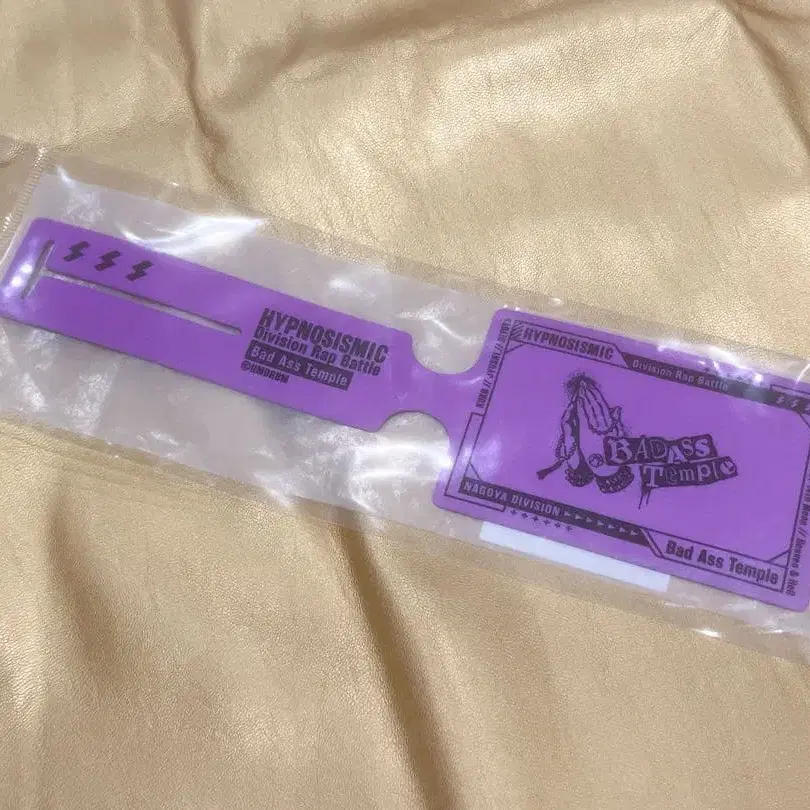 HYPNOSISMIC
Division Rap Battle
Bad Ass Temple
HYPNOSISMIC
Division Rap Battle
BAD ASS
TEmplE
NAGOYA DIVISION
Bad Ass Temple